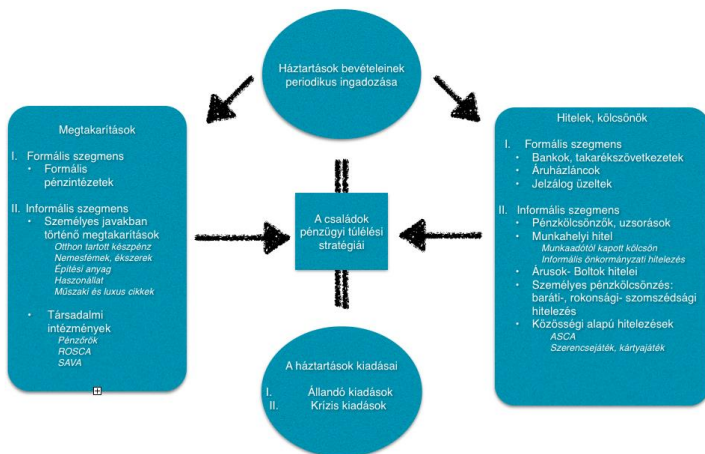 Háztartások bevételeinek
periodikus ingadozása
Megtakarítások
I. Formális szegmens
• Formális
pénzintézetek
II. Informális szegmens
• Személyes javakban
történő megtakarítások
Otthon tartott készpénz
Nemesfémek, ékszerek
Építési anyag
Haszonállat
Műszaki és luxus cikkek
• Társadalmi
intézmények
Pénzőrök
ROSCA
SAVA
A családok
pénzügyi túlélési
stratégiái
Hitelek, kölcsönök
I. Formális szegmens
• Bankok, takarékszövetkezetek
• Áruházláncok
• Jelzálog üzeltek
II. Informális szegmens
• Pénzkölcsönzők, uzsorások
• Munkahelyi hitel
Munkaadótól kapott kölcsön
Informális önkormányzati hitelezés
• Árusok- Boltok hitelei
• Személyes pénzkölcsönzés:
baráti-, rokonsági- szomszédsági
hitelezés
• Közösségi alapú hitelezések
ASCA
Szerencsejáték, kártyajáték
A háztartások kiadásai
I. Állandó kiadások
II. Krízis kiadások